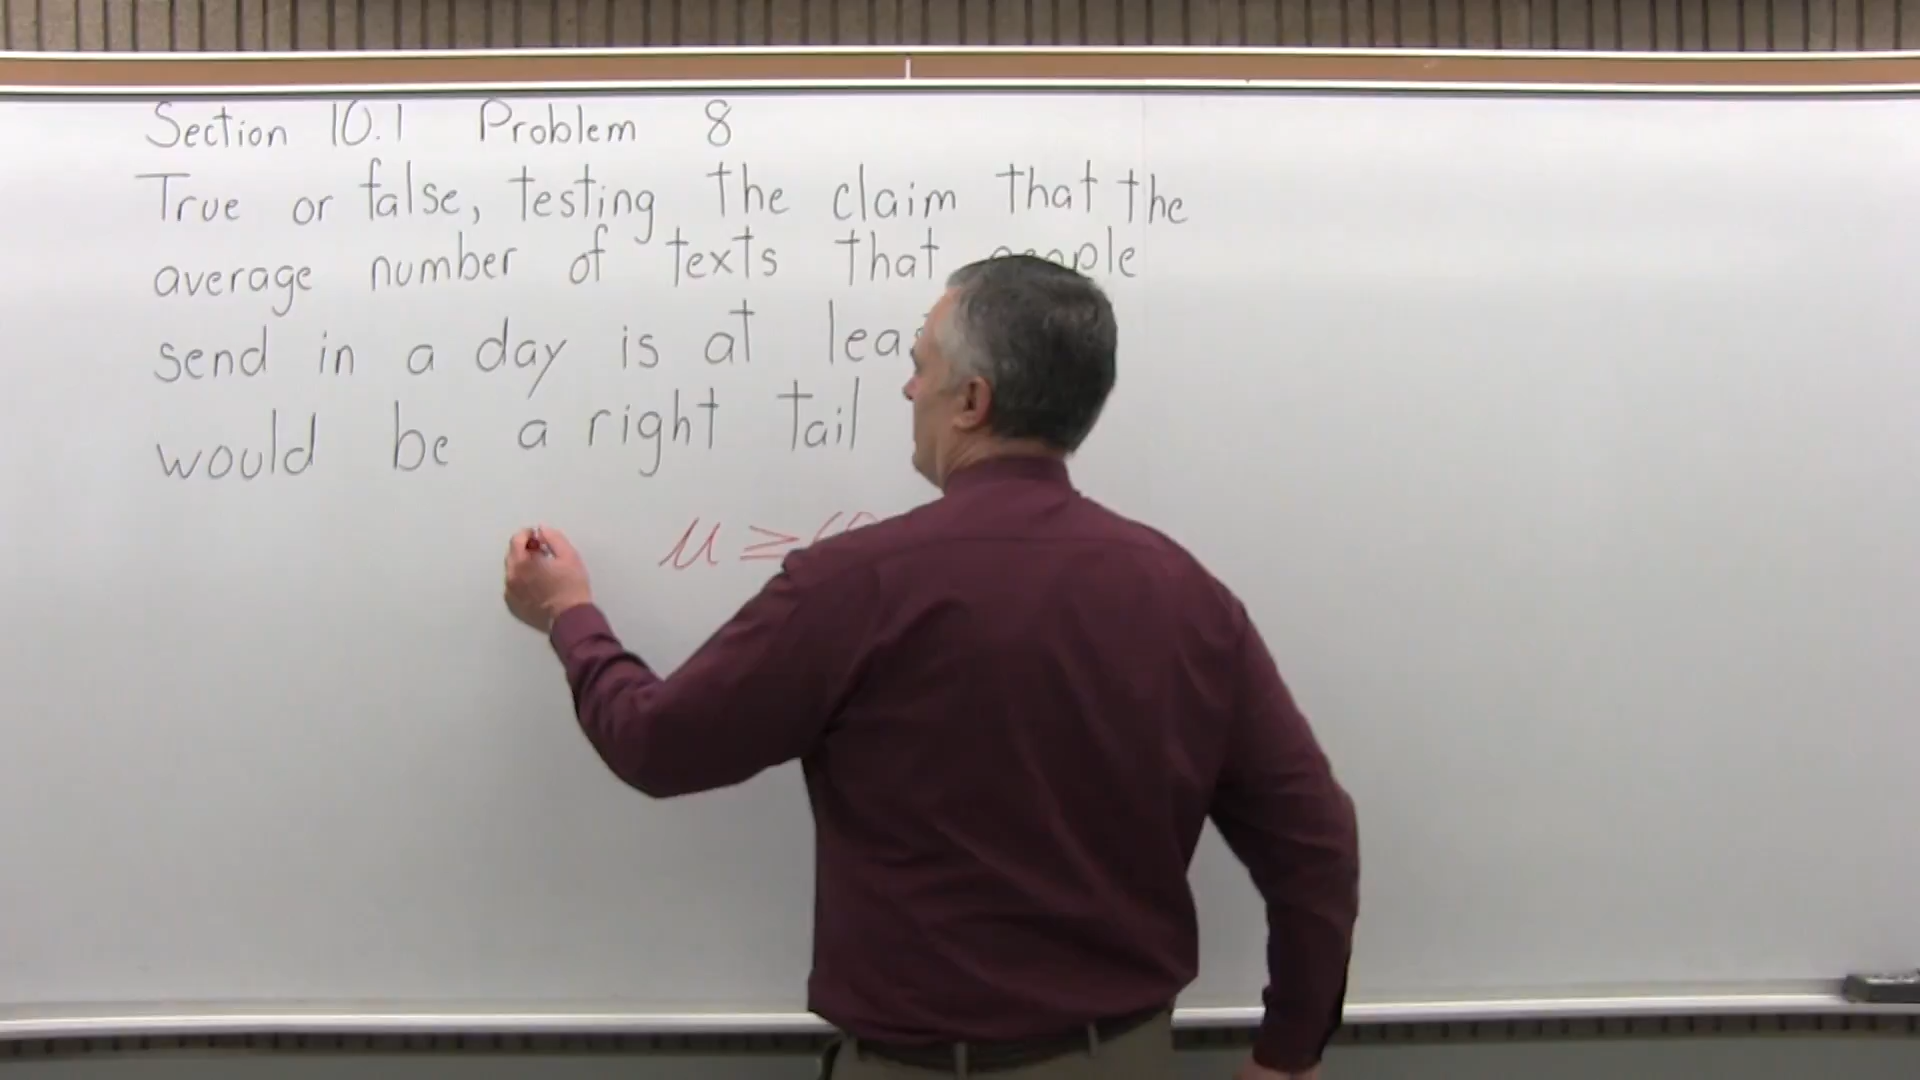 Section 10.1 Problem 8
True or false, testing the claim that the
average number of texts that people
send in a day is at
would be a right tail
μ ≥